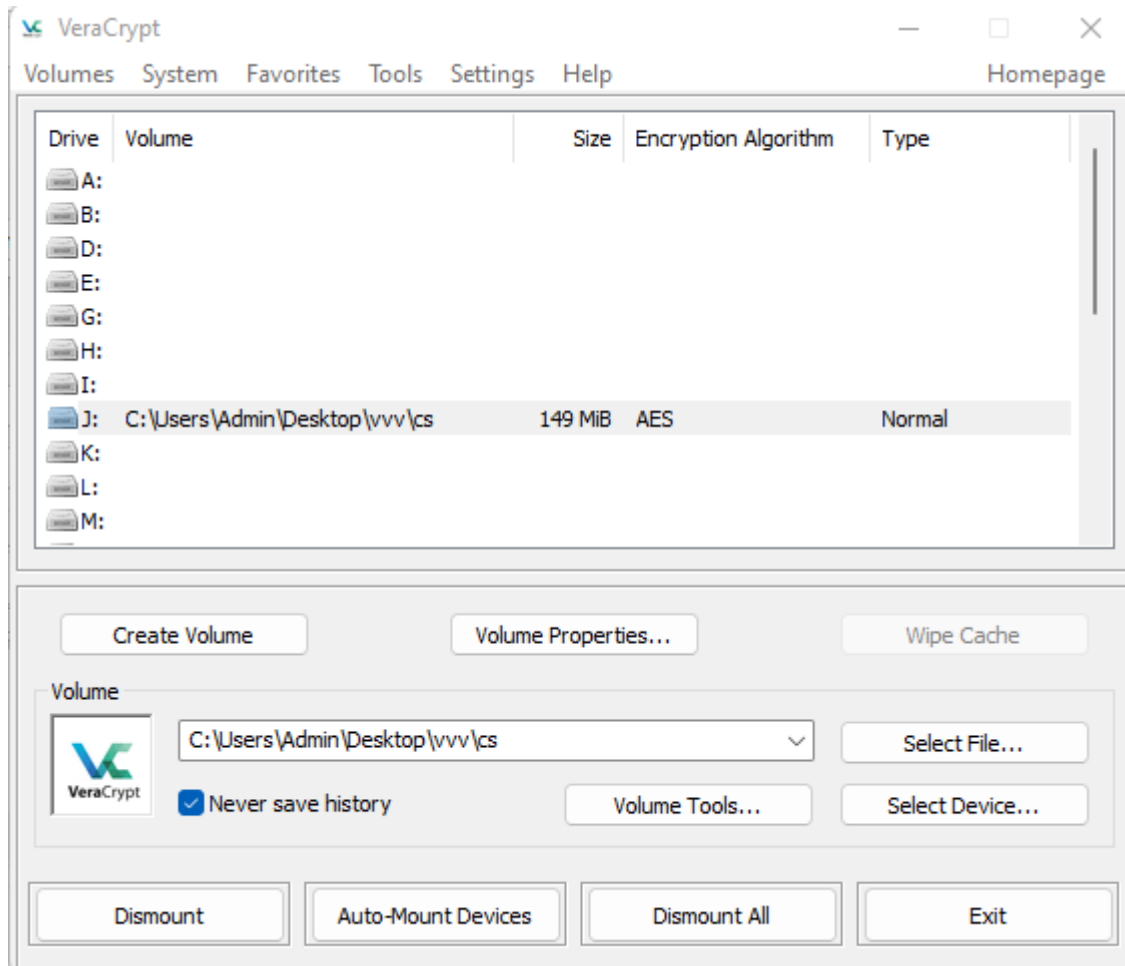 VeraCrypt
Volumes System Favorites Tools Settings Help Homepage
Drive Volume Size Encryption Algorithm Type
A:
B:
D:
E:
G:
H:
I:
J: C:\Users\Admin\Desktop\vvv\cs 149 MiB AES Normal
K:
L:
M:
Create Volume Volume Properties... Wipe Cache
Volume
C:\Users\Admin\Desktop\vvv\cs Select File...
VeraCrypt
Never save history Volume Tools... Select Device...
Dismount Auto-Mount Devices Dismount All Exit